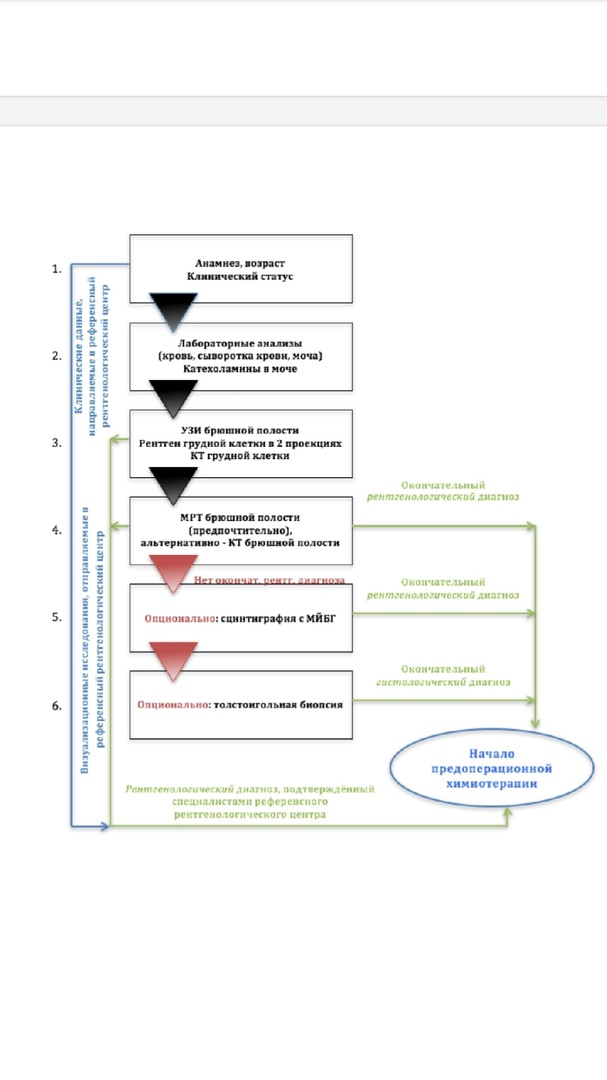 1.
Анамнез, возраст
Клинический статус
2.
Лабораторные анализы
(кровь, сыворотка крови, моча)
Катехоламины в моче
3.
УЗИ брюшной полости
Рентген грудной клетки в 2 проекциях
КТ грудной клетки
4.
МРТ брюшной полости
(предпочтительно),
альтернативно - КТ брюшной полости
Окончательный
рентгенологический диагноз
Нет окончат. рентг. диагноза
5.
Опционально: сцинтиграфия с МЙБГ
Окончательный
рентгенологический диагноз
6.
Опционально: толстоигольная биопсия
Окончательный
гистологический диагноз
Начало
предоперационной
химиотерапии
Рентгенологический диагноз, подтверждённый
специалистами референсного
рентгенологического центра
Клинические данные,
направляемые в референсный
рентгенологический центр
Визуализационные исследования, отправляемые в
референсный рентгенологический центр